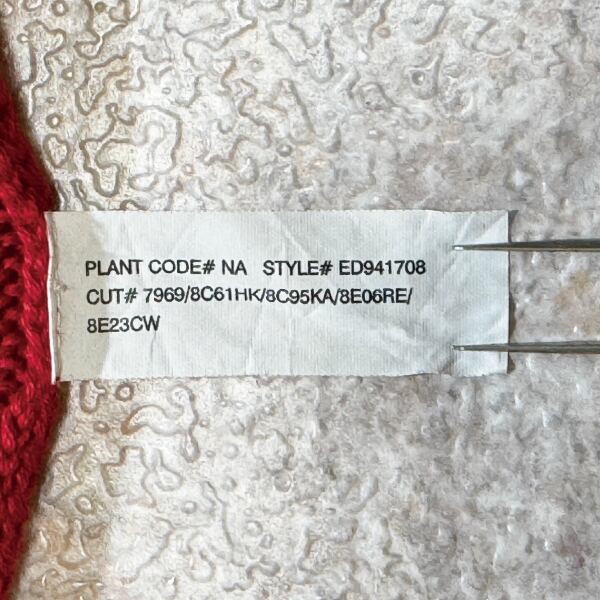 PLANT CODE# NA STYLE# ED941708
CUT# 7969/8C61HK/8C95KA/8E06RE/
8E23CW